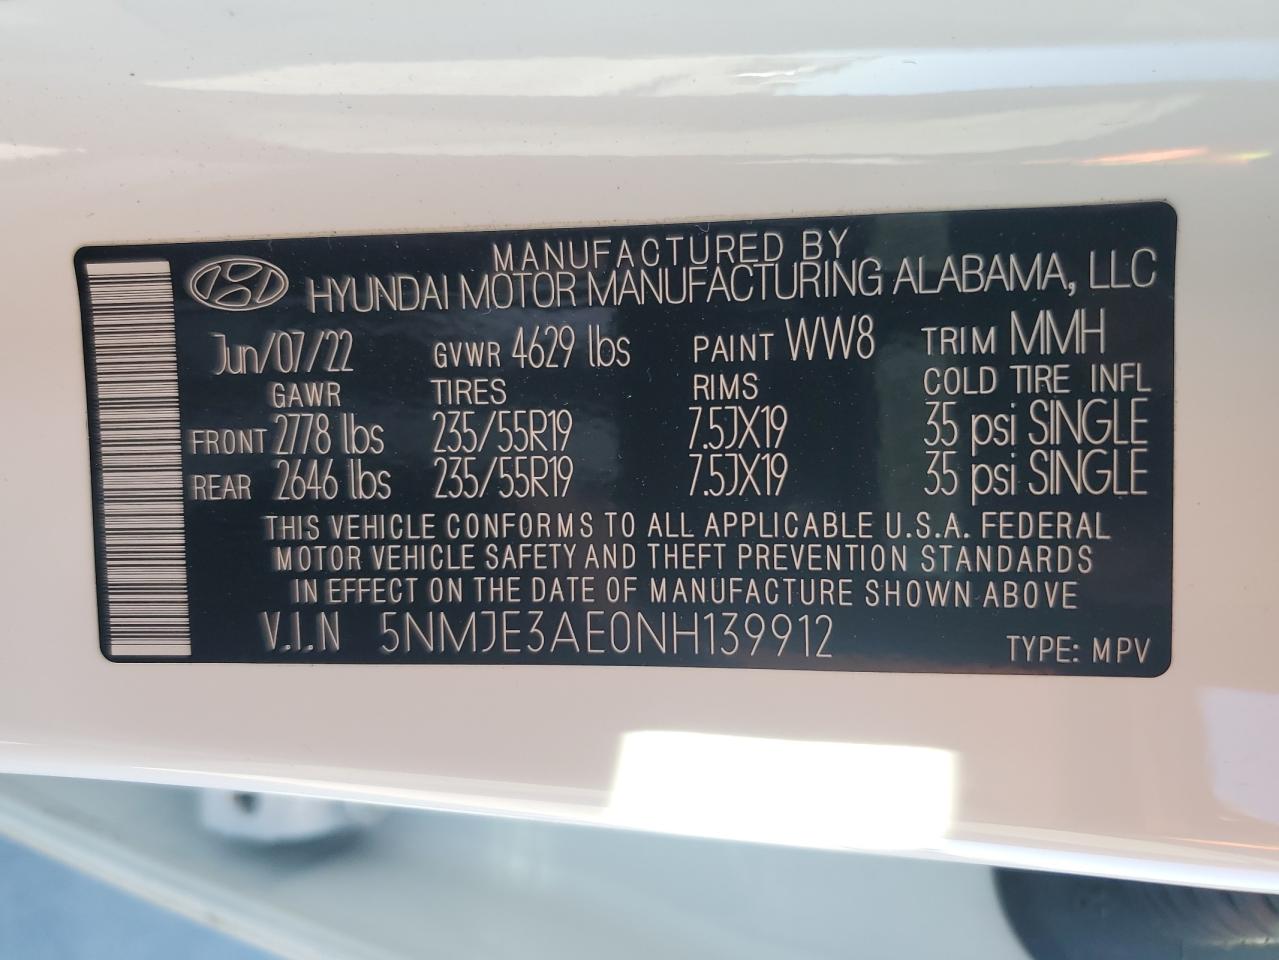 MANUFACTURED BY
HYUNDAI MOTOR MANUFACTURING ALABAMA, LLC
Jun/07/22 GVWR 4629 lbs PAINT WW8 TRIM MMH
GAWR TIRES RIMS COLD TIRE INFL
FRONT 2778 lbs 235/55R19 7.5JX19 35 psi SINGLE
REAR 2646 lbs 235/55R19 7.5JX19 35 psi SINGLE
THIS VEHICLE CONFORMS TO ALL APPLICABLE U.S.A. FEDERAL
MOTOR VEHICLE SAFETY AND THEFT PREVENTION STANDARDS
IN EFFECT ON THE DATE OF MANUFACTURE SHOWN ABOVE
V.I.N 5NMJE3AE0NH139912 TYPE: MPV